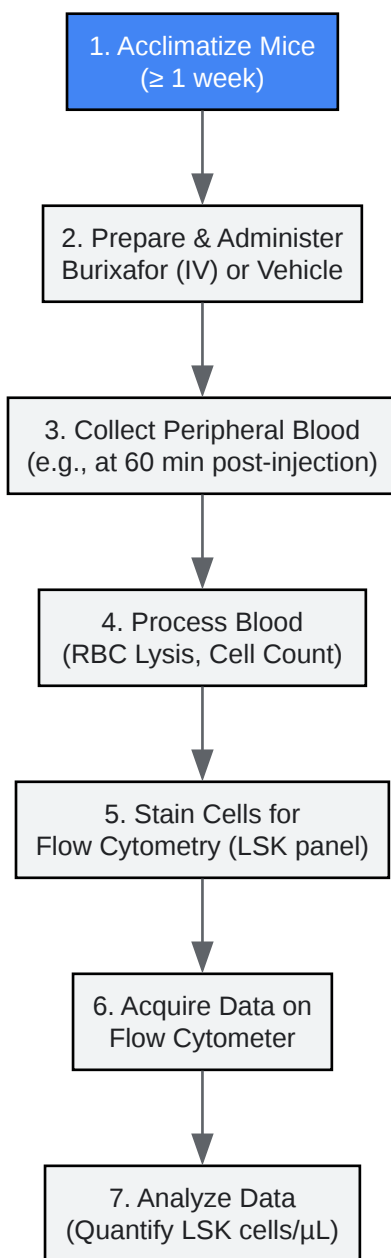 1. Acclimatize Mice
(≥ 1 week)
2. Prepare & Administer
Burixafor (IV) or Vehicle
3. Collect Peripheral Blood
(e.g., at 60 min post-injection)
4. Process Blood
(RBC Lysis, Cell Count)
5. Stain Cells for
Flow Cytometry (LSK panel)
6. Acquire Data on
Flow Cytometer
7. Analyze Data
(Quantify LSK cells/µL)